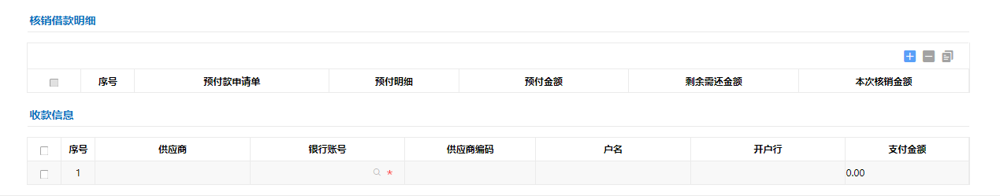 核销借款明细
序号 预付款申请单 预付明细 预付金额 剩余需还金额 本次核销金额
收款信息
序号 供应商 银行账号 供应商编码 户名 开户行 支付金额
1 * 0.00